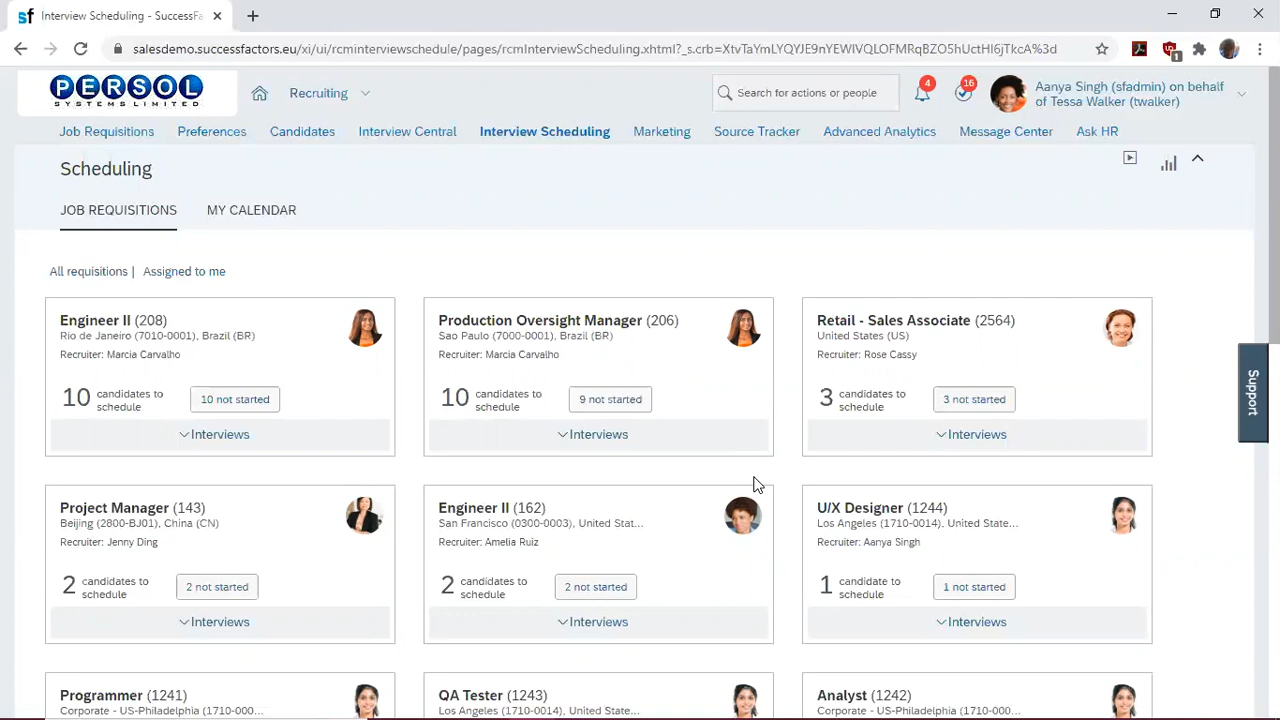 sf Interview Scheduling - SuccessFa
salesdemo.successfactors.eu/xi/ui/rcminterviewschedule/pages/rcmInterviewScheduling.xhtml?_s.crb=XtvTaYmLYQYJE9nYEWIVQLOFMRqBZO5hUctHI6jTkcA%3d
1
PERSOL
SYSTEMS LIMITED
Recruiting
Search for actions or people
4
16
Aanya Singh (sfadmin) on behalf
of Tessa Walker (twalker)
Job Requisitions Preferences Candidates Interview Central Interview Scheduling Marketing Source Tracker Advanced Analytics Message Center Ask HR
Scheduling
JOB REQUISITIONS MY CALENDAR
All requisitions | Assigned to me
Engineer II (208)
Rio de Janeiro (7010-0001), Brazil (BR)
Recruiter: Marcia Carvalho
10 candidates to
schedule
10 not started
Interviews
Production Oversight Manager (206)
Sao Paulo (7000-0001), Brazil (BR)
Recruiter: Marcia Carvalho
10 candidates to
schedule
9 not started
Interviews
Retail - Sales Associate (2564)
United States (US)
Recruiter: Rose Cassy
3 candidates to
schedule
3 not started
Interviews
Support
Project Manager (143)
Beijing (2800-BJ01), China (CN)
Recruiter: Jenny Ding
2 candidates to
schedule
2 not started
Interviews
Engineer II (162)
San Francisco (0300-0003), United Stat...
Recruiter: Amelia Ruiz
2 candidates to
schedule
2 not started
Interviews
U/X Designer (1244)
Los Angeles (1710-0014), United State...
Recruiter: Aanya Singh
1 candidate to
schedule
1 not started
Interviews
Programmer (1241)
Corporate - US-Philadelphia (1710-000...
QA Tester (1243)
Los Angeles (1710-0014), United State...
Analyst (1242)
Corporate - US-Philadelphia (1710-000...